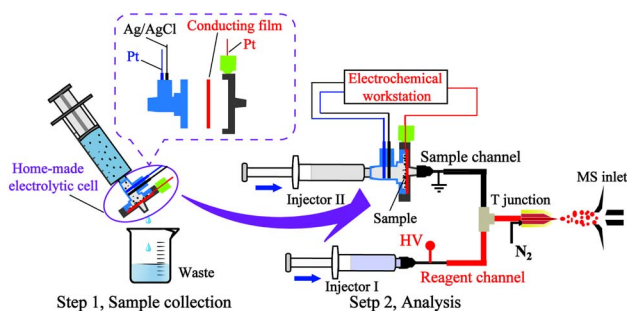 Ag/AgCl
Conducting film
Pt
Pt
Home-made
electrolytic cell
Waste
Step 1, Sample collection
Electrochemical
workstation
Sample channel
Injector II
Sample
T junction
MS inlet
HV
N2
Reagent channel
Injector I
Setp 2, Analysis